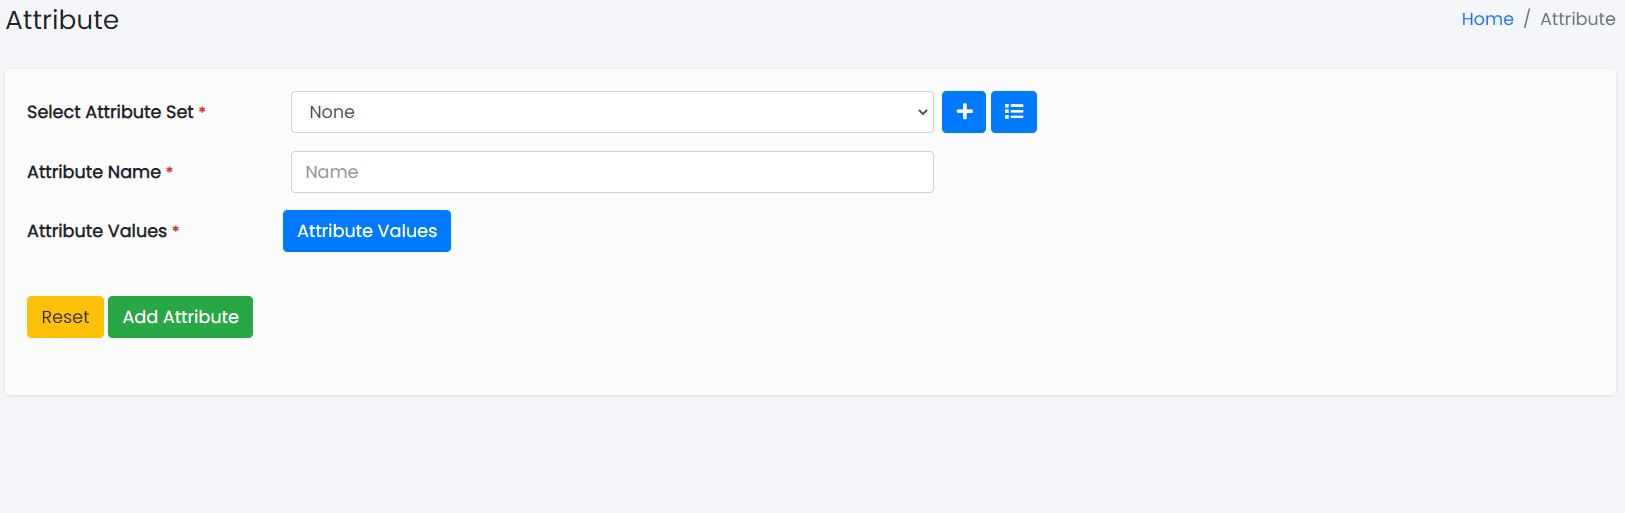 Attribute
Home / Attribute
Select Attribute Set * None
Attribute Name * Name
Attribute Values * Attribute Values
Reset Add Attribute